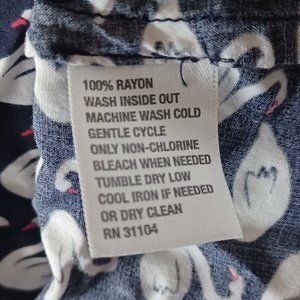 100% RAYON
WASH INSIDE OUT
MACHINE WASH COLD
GENTLE CYCLE
ONLY NON-CHLORINE
BLEACH WHEN NEEDED
TUMBLE DRY LOW
COOL IRON IF NEEDED
OR DRY CLEAN
RN 31104